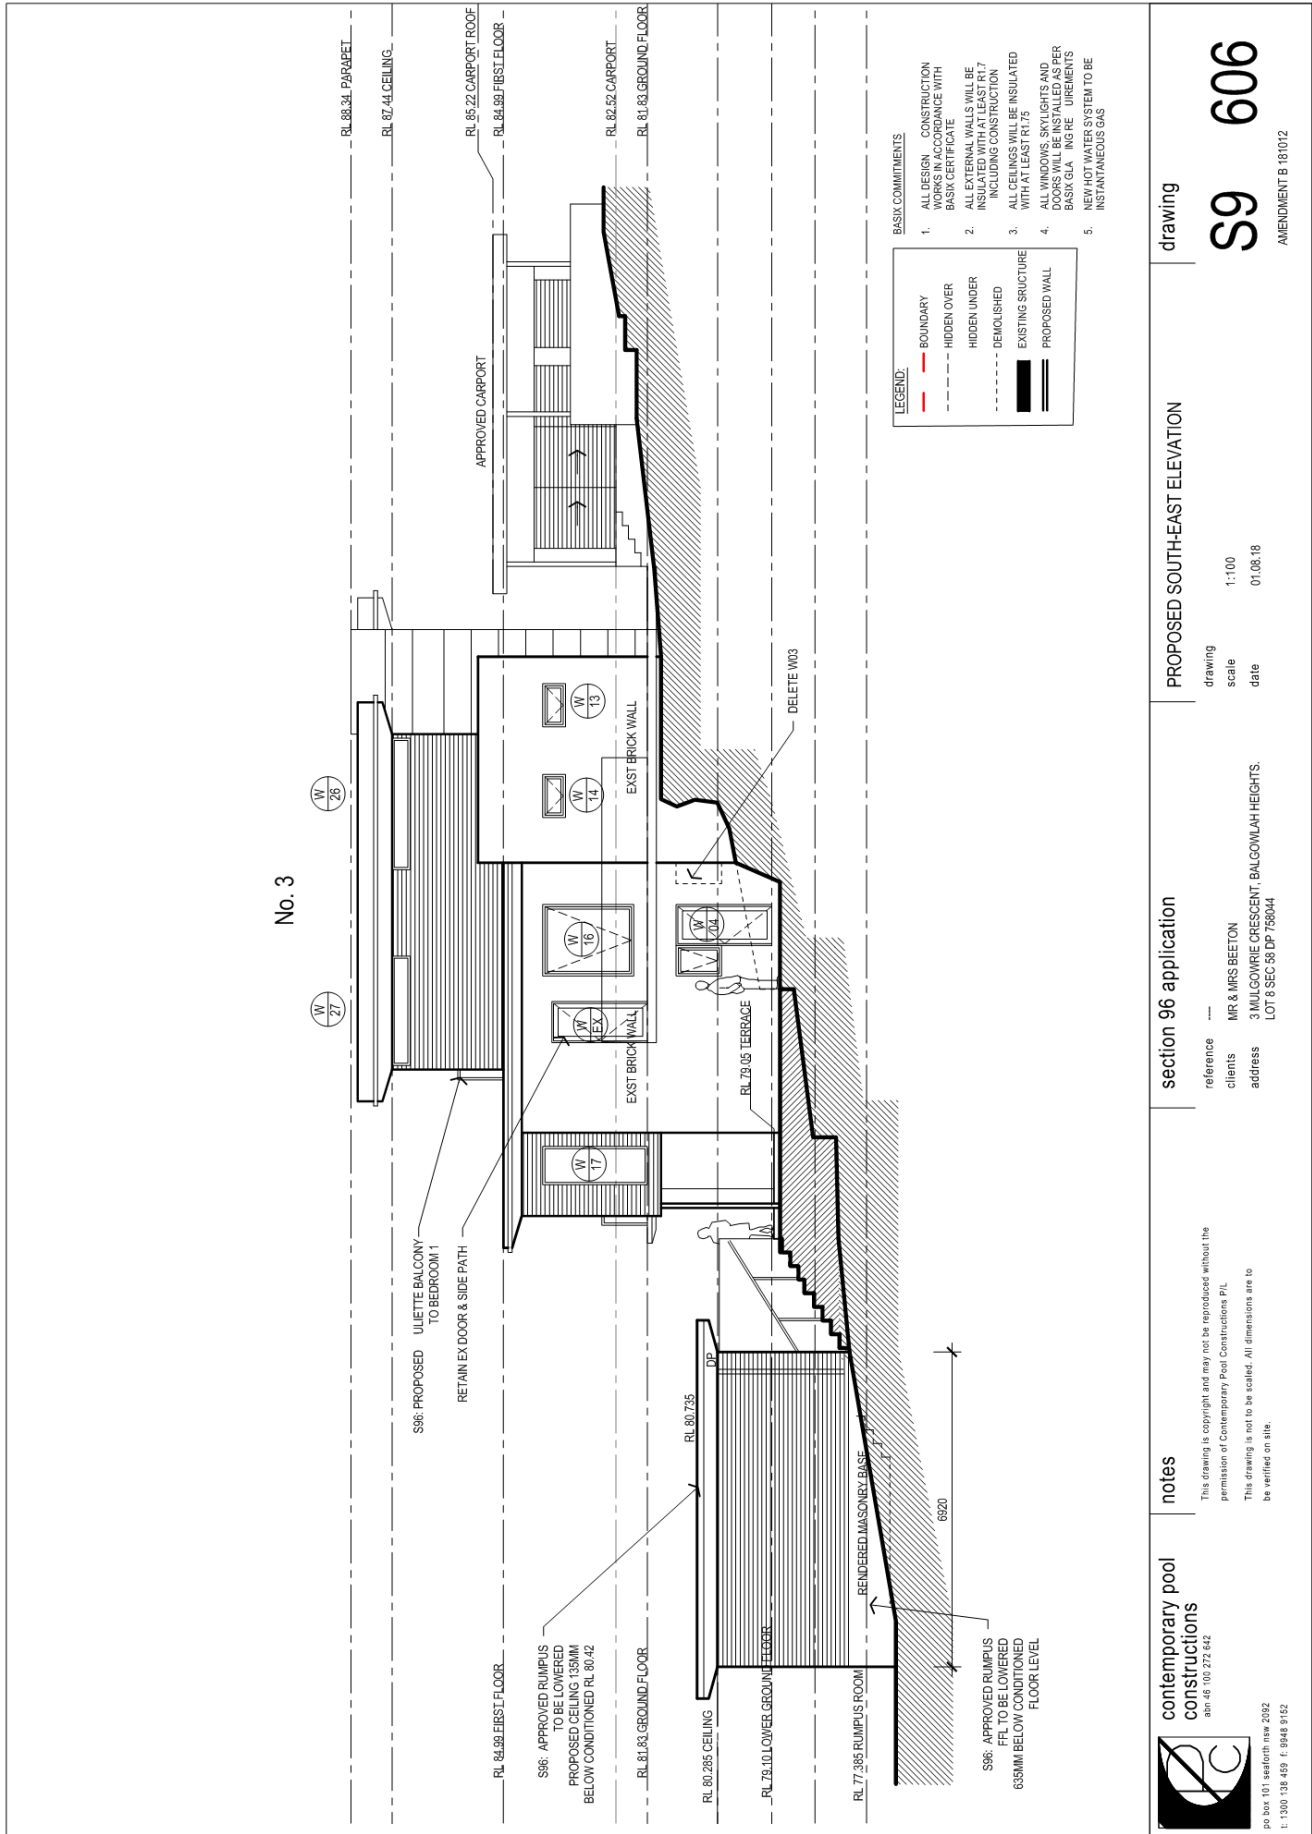 No. 3
W
27
W
26
RL 88.34 PARAPET
RL 87.44 CEILING
RL 85.22 CARPORT ROOF
RL 84.99 FIRST FLOOR
RL 82.52 CARPORT
RL 81.83 GROUND FLOOR
S96: PROPOSED ULIETTE BALCONY
TO BEDROOM 1
RETAIN EX DOOR & SIDE PATH
APPROVED CARPORT
RL 84.99 FIRST FLOOR
S96: APPROVED RUMPUS
TO BE LOWERED
PROPOSED CEILING 135MM
BELOW CONDITIONED RL 80.42
RL 81.83 GROUND FLOOR
RL 80.285 CEILING
RL 79.10 LOWER GROUND FLOOR
RL 77.385 RUMPUS ROOM
S96: APPROVED RUMPUS
FFL TO BE LOWERED
635MM BELOW CONDITIONED
FLOOR LEVEL
RL 80.735
DP
RENDERED MASONRY BASE
6920
W
17
W
EX
EXST BRICK WALL
W
16
W
14
W
13
EXST BRICK WALL
W
04
RL 79.05 TERRACE
DELETE W03
LEGEND:
BOUNDARY
HIDDEN OVER
HIDDEN UNDER
DEMOLISHED
EXISTING SRUCTURE
PROPOSED WALL
BASIX COMMITMENTS
1. ALL DESIGN CONSTRUCTION
WORKS IN ACCORDANCE WITH
BASIX CERTIFICATE
2. ALL EXTERNAL WALLS WILL BE
INSULATED WITH AT LEAST R1.7
INCLUDING CONSTRUCTION
3. ALL CEILINGS WILL BE INSULATED
WITH AT LEAST R1.75
4. ALL WINDOWS, SKYLIGHTS AND
DOORS WILL BE INSTALLED AS PER
BASIX GLA ING RE UIREMENTS
5. NEW HOT WATER SYSTEM TO BE
INSTANTANEOUS GAS
PC
contemporary pool
constructions
abn 46 100 272 642
po box 101 seaforth nsw 2092
t: 1300 138 459 f: 9948 9152
notes
This drawing is copyright and may not be reproduced without the
permission of Contemporary Pool Constructions P/L
This drawing is not to be scaled. All dimensions are to
be verified on site.
section 96 application
reference ----
clients MR & MRS BEETON
address 3 MULGOWRIE CRESCENT, BALGOWLAH HEIGHTS.
LOT 8 SEC 58 DP 758044
PROPOSED SOUTH-EAST ELEVATION
drawing
scale 1:100
date 01.08.18
drawing
S9 606
AMENDMENT B 181012